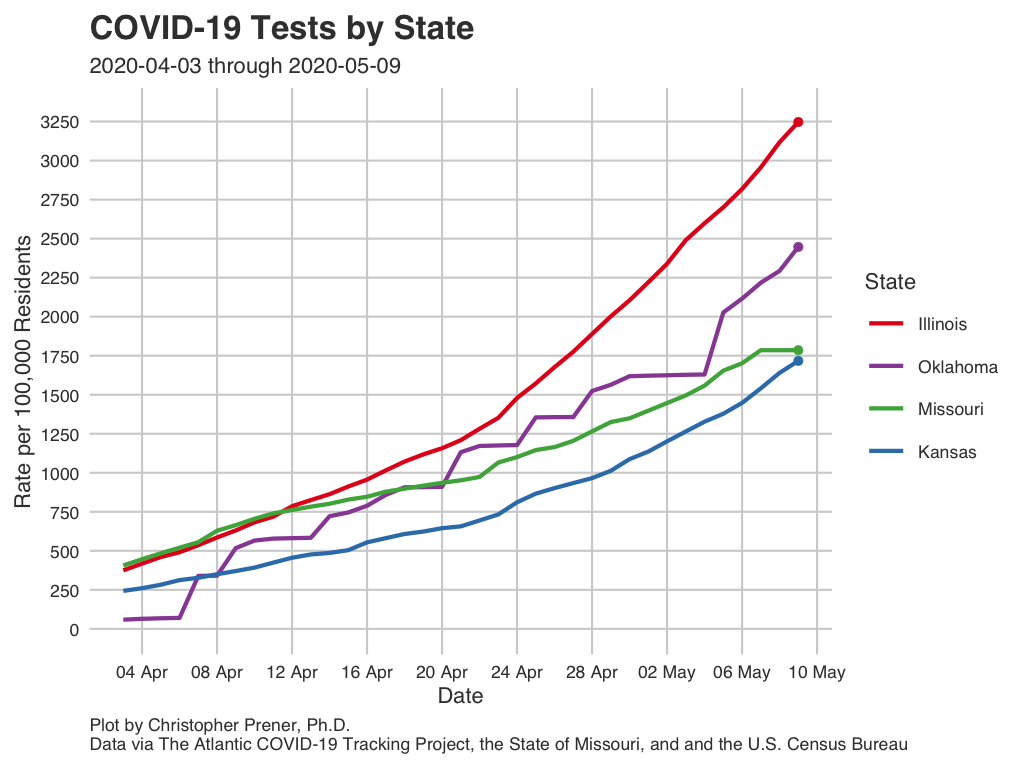 COVID-19 Tests by State
2020-04-03 through 2020-05-09
Rate per 100,000 Residents
3250
3000
2750
2500
2250
2000
1750
1500
1250
1000
750
500
250
0
04 Apr 08 Apr 12 Apr 16 Apr 20 Apr 24 Apr 28 Apr 02 May 06 May 10 May
Date
State
Illinois
Oklahoma
Missouri
Kansas
Plot by Christopher Prener, Ph.D.
Data via The Atlantic COVID-19 Tracking Project, the State of Missouri, and and the U.S. Census Bureau